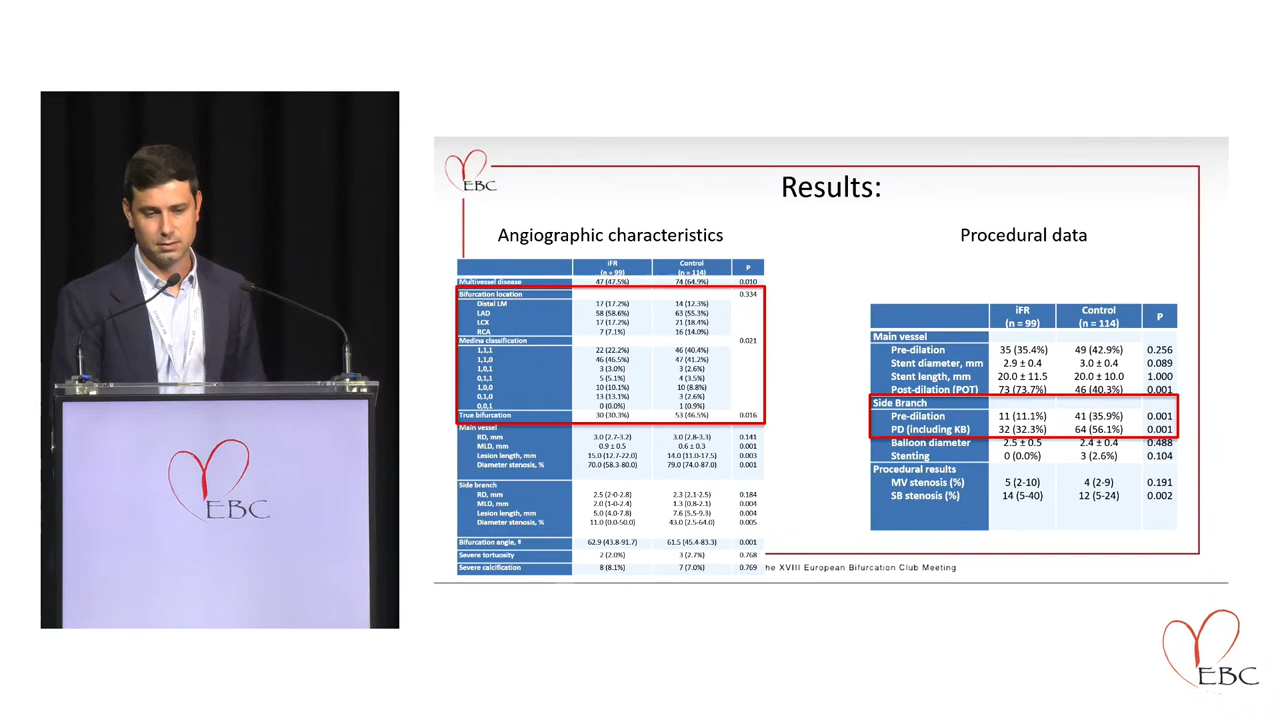 EBC
Results:
Angiographic characteristics
Procedural data
iFR (n = 99) Control (n = 114) P
Multivessel disease 47 (47.5%) 74 (64.9%) 0.010
Bifurcation location 0.334
Distal LM 17 (17.2%) 14 (12.3%)
LAD 58 (58.6%) 63 (55.3%)
LCX 17 (17.2%) 21 (18.4%)
RCA 7 (7.1%) 16 (14.0%)
Medina classification 0.021
1,1,1 22 (22.2%) 46 (40.4%)
1,1,0 46 (46.5%) 47 (41.2%)
1,0,1 3 (3.0%) 3 (2.6%)
0,1,1 5 (5.1%) 4 (3.5%)
1,0,0 10 (10.1%) 10 (8.8%)
0,1,0 13 (13.1%) 3 (2.6%)
0,0,1 0 (0.0%) 1 (0.9%)
True bifurcation 30 (30.3%) 53 (46.5%) 0.016
Main vessel
RD, mm 3.0 (2.7-3.2) 3.0 (2.8-3.3) 0.141
MLD, mm 0.9 ± 0.5 0.6 ± 0.3 0.001
Lesion length, mm 15.0 (12.7-22.0) 14.0 (11.0-17.5) 0.003
Diameter stenosis, % 70.0 (58.3-80.0) 79.0 (74.0-87.0) 0.001
Side branch
RD, mm 2.5 (2-0-2.8) 2.3 (2.1-2.5) 0.184
MLD, mm 2.0 (1-0-2.4) 1.3 (0.8-2.1) 0.004
Lesion length, mm 5.0 (4.0-7.8) 7.6 (5.5-9.3) 0.004
Diameter stenosis, % 11.0 (0.0-50.0) 43.0 (2.5-64.0) 0.005
Bifurcation angle, º 62.9 (43.8-91.7) 61.5 (45.4-83.3) 0.001
Severe tortuosity 2 (2.0%) 3 (2.7%) 0.768
Severe calcification 8 (8.1%) 7 (7.0%) 0.769
iFR (n = 99) Control (n = 114) P
Main vessel
Pre-dilation 35 (35.4%) 49 (42.9%) 0.256
Stent diameter, mm 2.9 ± 0.4 3.0 ± 0.4 0.089
Stent length, mm 20.0 ± 11.5 20.0 ± 10.0 1.000
Post-dilation (POT) 73 (73.7%) 46 (40.3%) 0.001
Side Branch
Pre-dilation 11 (11.1%) 41 (35.9%) 0.001
PD (including KB) 32 (32.3%) 64 (56.1%) 0.001
Balloon diameter 2.5 ± 0.5 2.4 ± 0.4 0.488
Stenting 0 (0.0%) 3 (2.6%) 0.104
Procedural results
MV stenosis (%) 5 (2-10) 4 (2-9) 0.191
SB stenosis (%) 14 (5-40) 12 (5-24) 0.002
he XVIII European Bifurcation Club Meeting
EBC
EBC